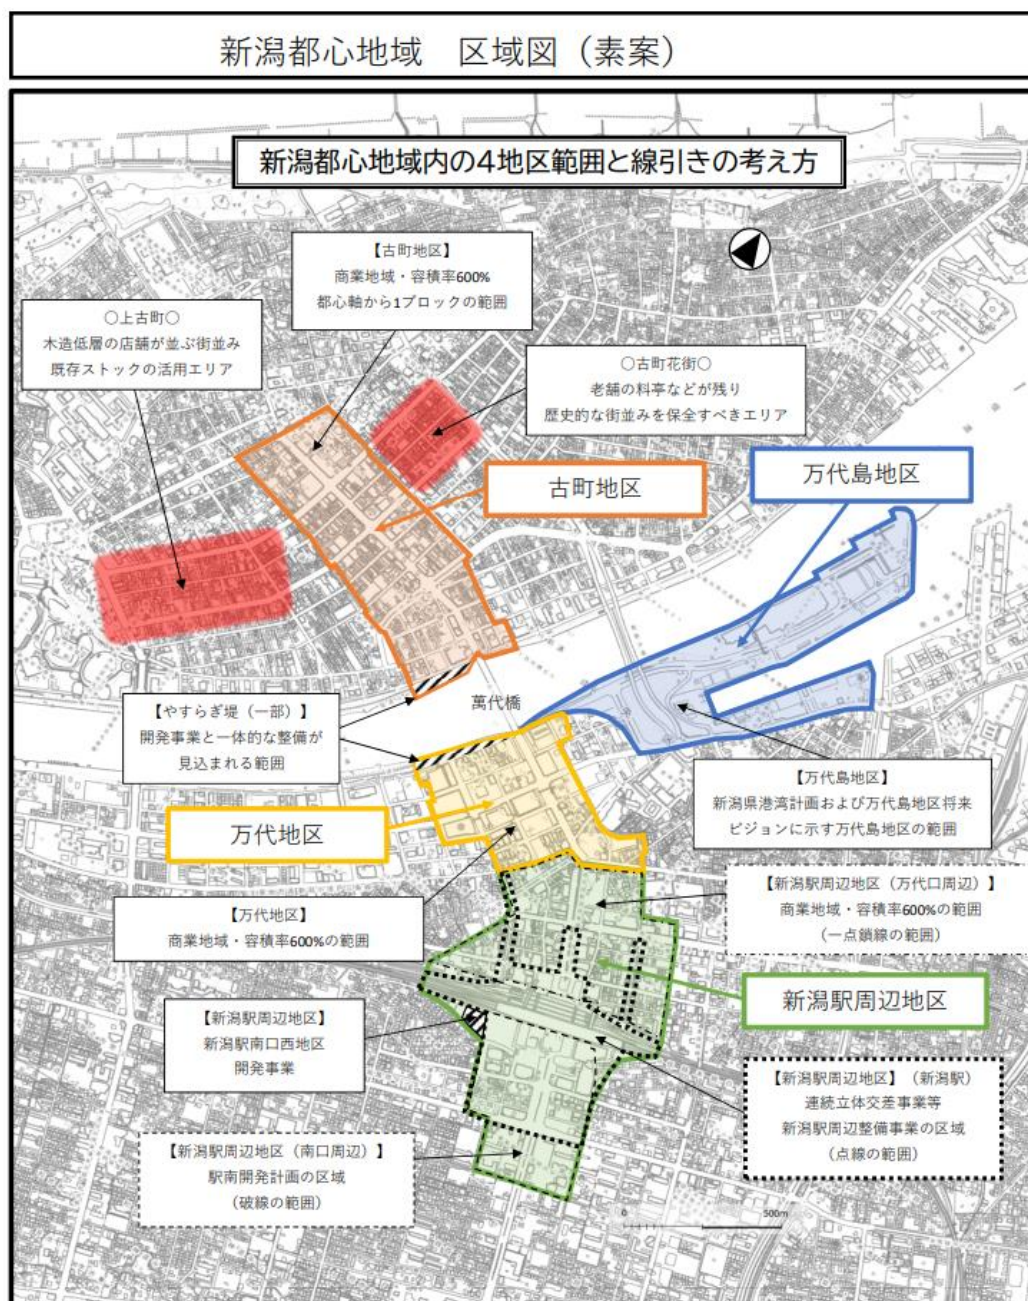 新潟都心地域　区域図（素案）
新潟都心地域内の4地区範囲と線引きの考え方
【古町地区】
商業地域・容積率600%
都心軸から1ブロックの範囲
○上古町○
木造低層の店舗が並ぶ街並み
既存ストックの活用エリア
○古町花街○
老舗の料亭などが残り
歴史的な街並みを保全すべきエリア
古町地区
万代島地区
【やすらぎ堤（一部）】
開発事業と一体的な整備が
見込まれる範囲
萬代橋
【万代島地区】
新潟県港湾計画および万代島地区将来
ビジョンに示す万代島地区の範囲
万代地区
【万代地区】
商業地域・容積率600%の範囲
【新潟駅周辺地区（万代口周辺）】
商業地域・容積率600%の範囲
(一点鎖線の範囲)
新潟駅周辺地区
【新潟駅周辺地区】
新潟駅南口西地区
開発事業
【新潟駅周辺地区】（新潟駅）
連続立体交差事業等
新潟駅周辺整備事業の区域
(点線の範囲)
【新潟駅周辺地区（南口周辺）】
駅南開発計画の区域
(破線の範囲)
0
500m